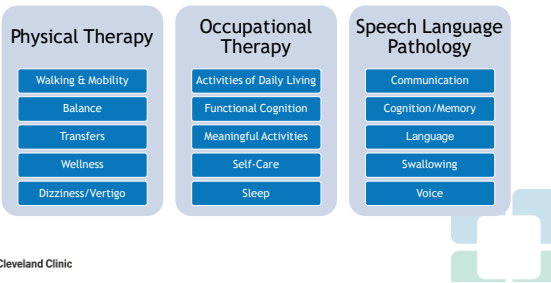 Physical Therapy
Walking & Mobility
Balance
Transfers
Wellness
Dizziness/Vertigo
Occupational
Therapy
Activities of Daily Living
Functional Cognition
Meaningful Activities
Self-Care
Sleep
Speech Language
Pathology
Communication
Cognition/Memory
Language
Swallowing
Voice
Cleveland Clinic